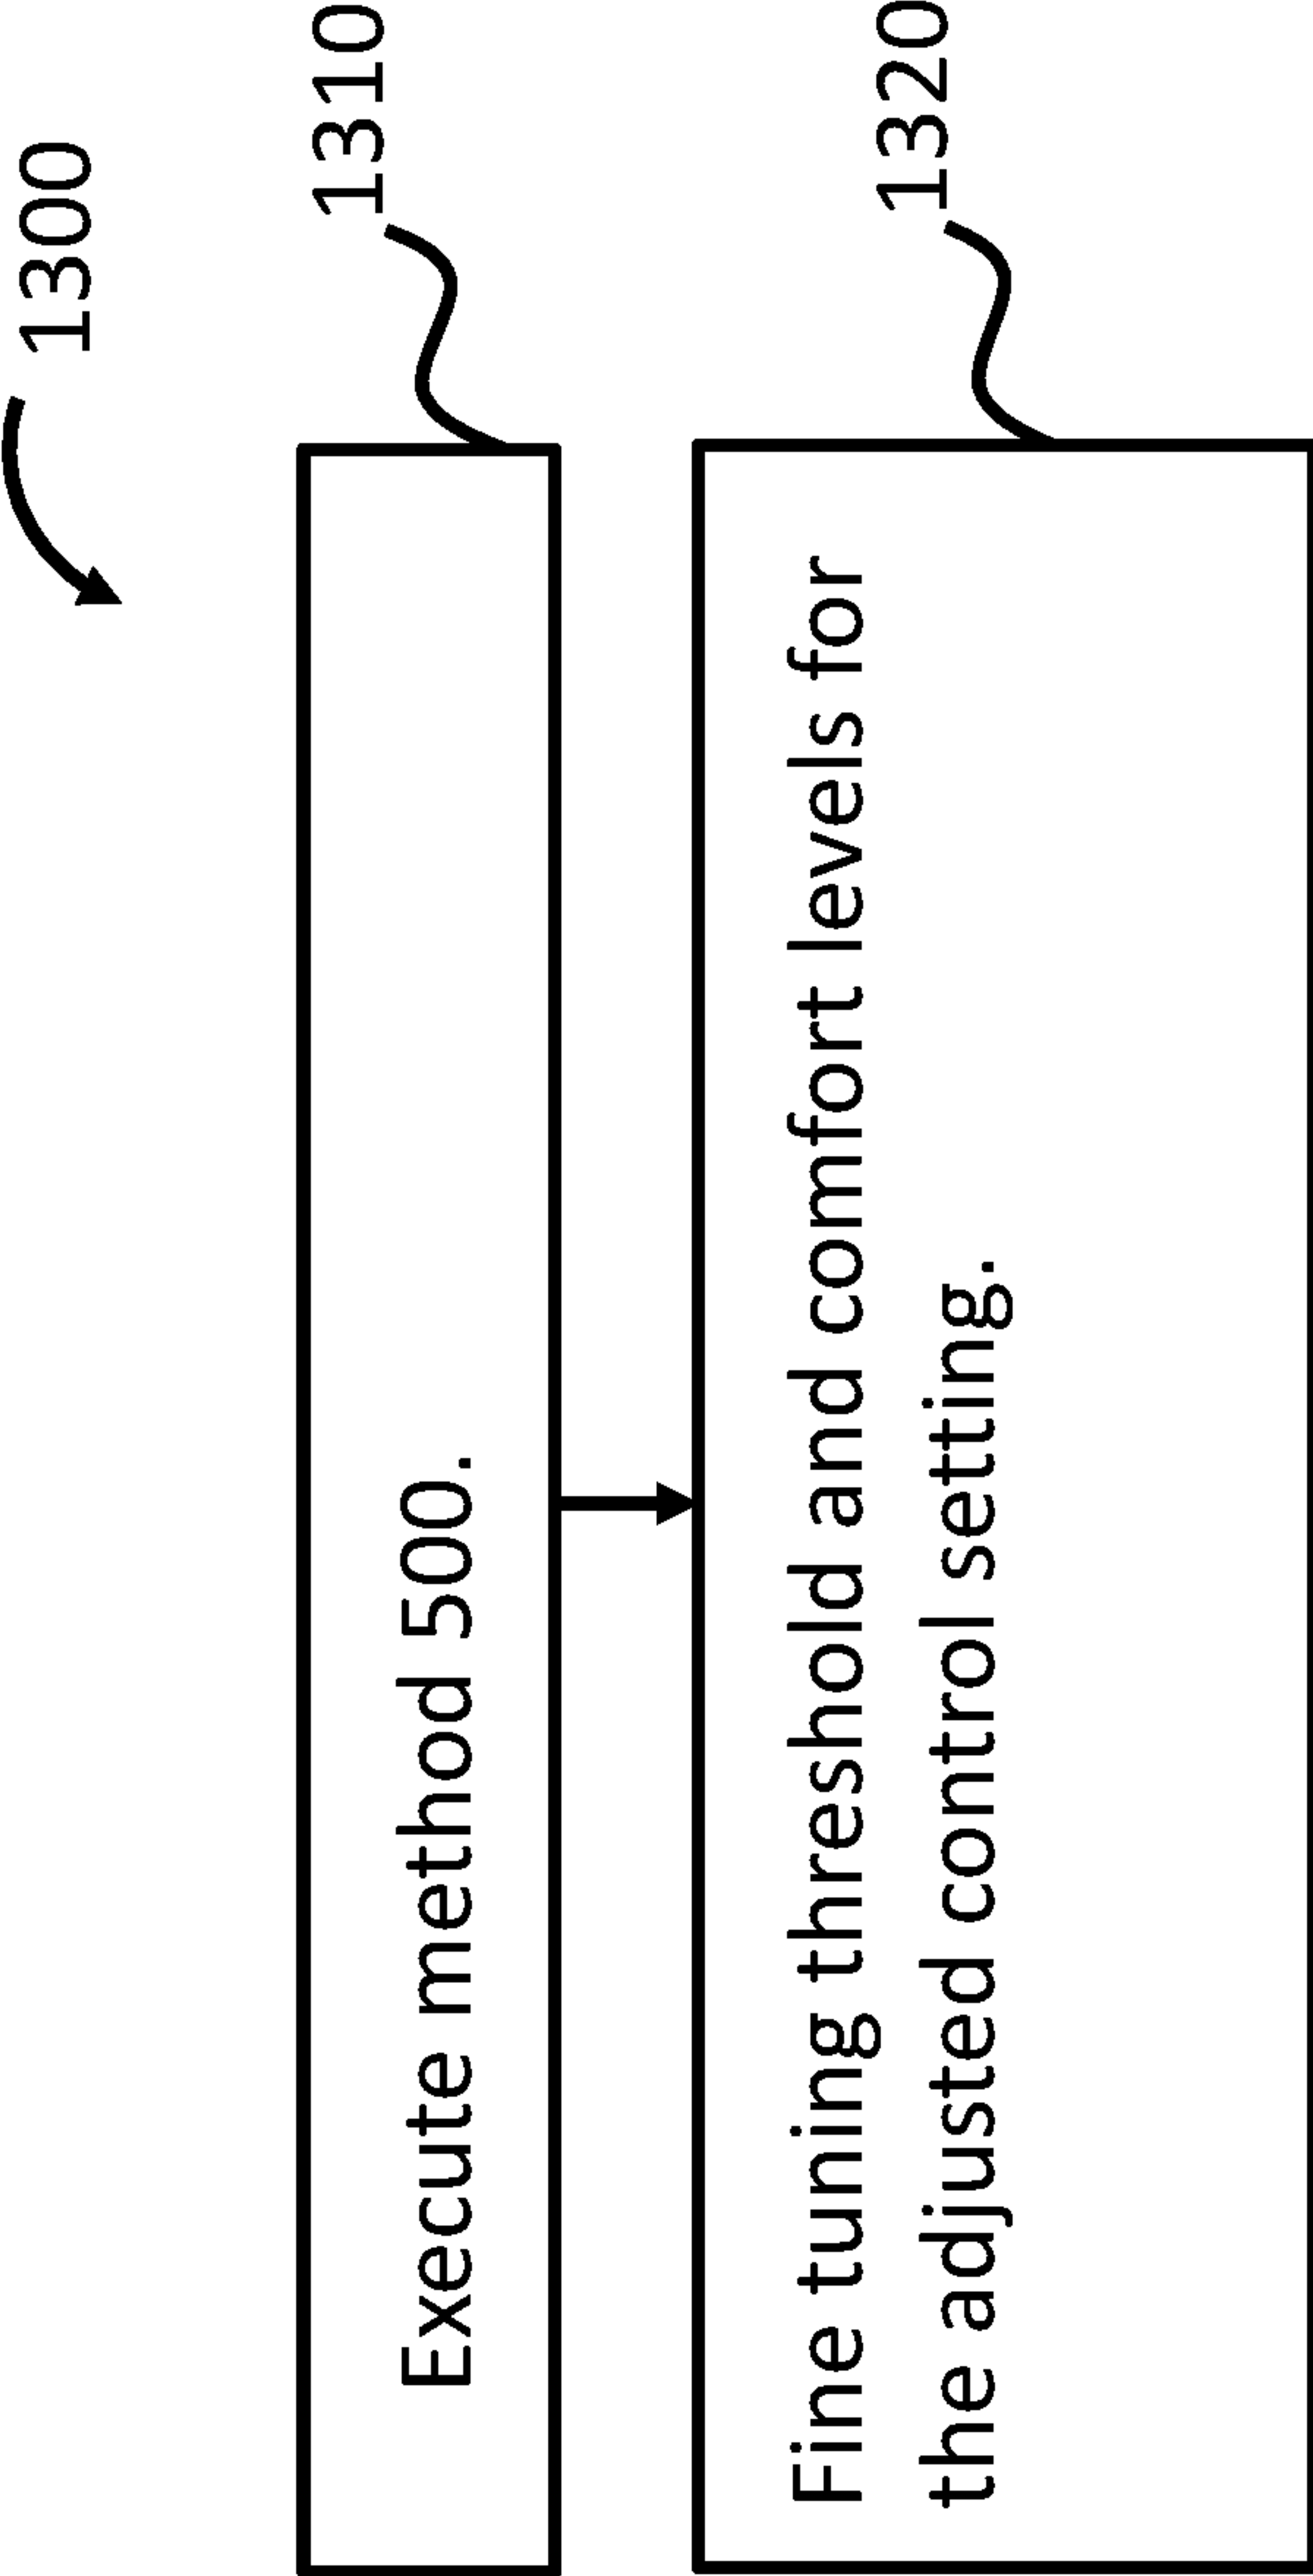 1300
1310
Execute method 500.
1320
Fine tuning threshold and comfort levels for
the adjusted control setting.